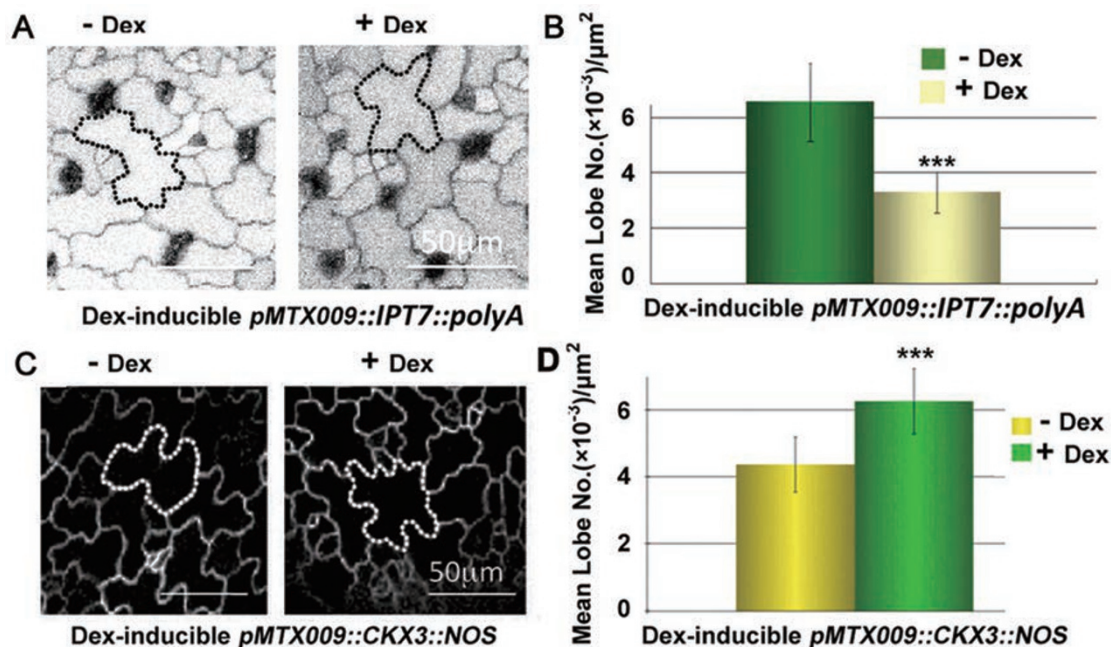 A
- Dex
+ Dex
50μm
Dex-inducible pMTX009::IPT7::polyA
B
- Dex
+ Dex
Mean Lobe No.(×10⁻³)/μm²
6
4
2
0
***
Dex-inducible pMTX009::IPT7::polyA
C
- Dex
+ Dex
50μm
Dex-inducible pMTX009::CKX3::NOS
D
***
- Dex
+ Dex
Mean Lobe No.(×10⁻³)/μm²
6
4
2
0
Dex-inducible pMTX009::CKX3::NOS